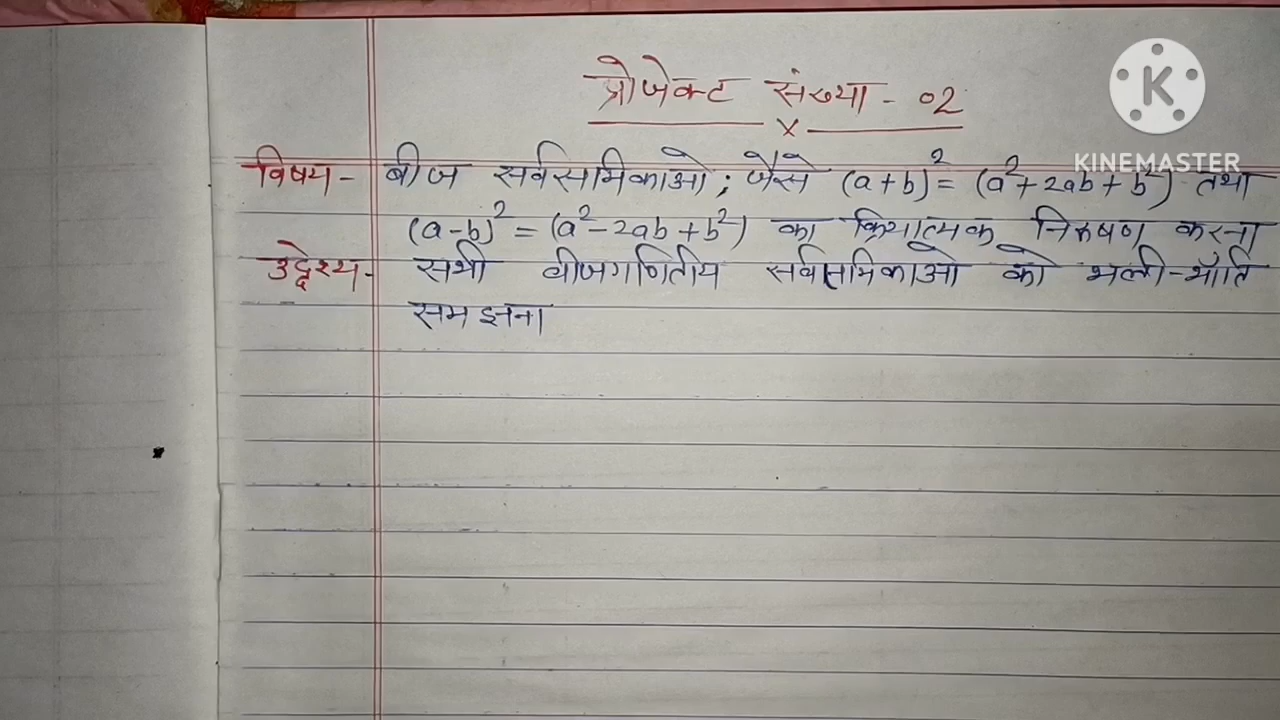 प्रोजेक्ट संख्या - 02
x
विषय - बीज सर्वसमिकाओ ; जैसे (a+b)² = (a²+2ab+b²) तथा
(a-b)² = (a²-2ab+b²) का क्रियात्मक निरूषण करना
उद्देश्य - सभी बीजगणितीय सर्वसमिकाओ को भली-भाँति
समझना
K
KINEMASTER